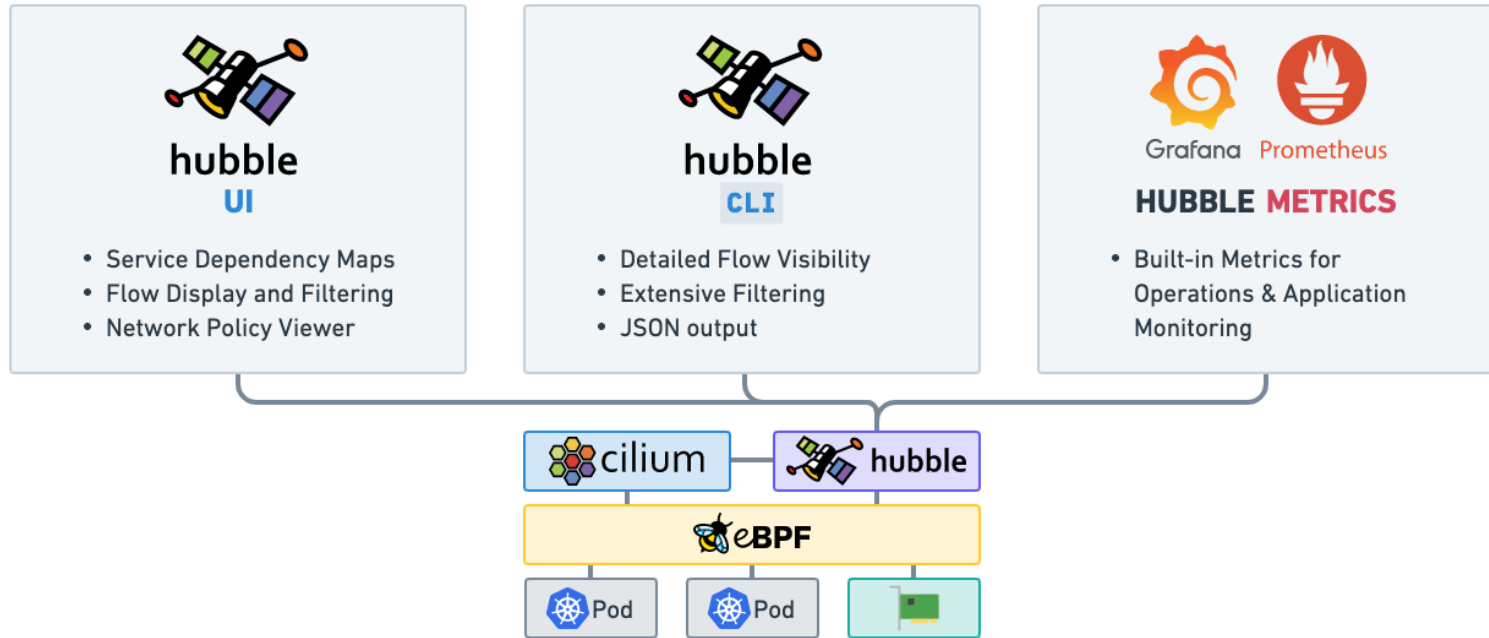 hubble
UI
• Service Dependency Maps
• Flow Display and Filtering
• Network Policy Viewer
hubble
CLI
• Detailed Flow Visibility
• Extensive Filtering
• JSON output
Grafana Prometheus
HUBBLE METRICS
• Built-in Metrics for
Operations & Application
Monitoring
cilium
hubble
eBPF
Pod
Pod